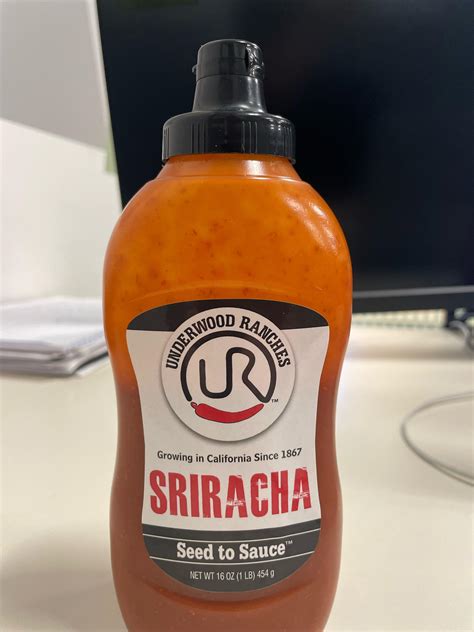 UNDERWOOD RANCHES
UR
TM
Growing in California Since 1867
SRIRACHA
Seed to Sauce™
NET WT 16 OZ (1 LB) 454 g